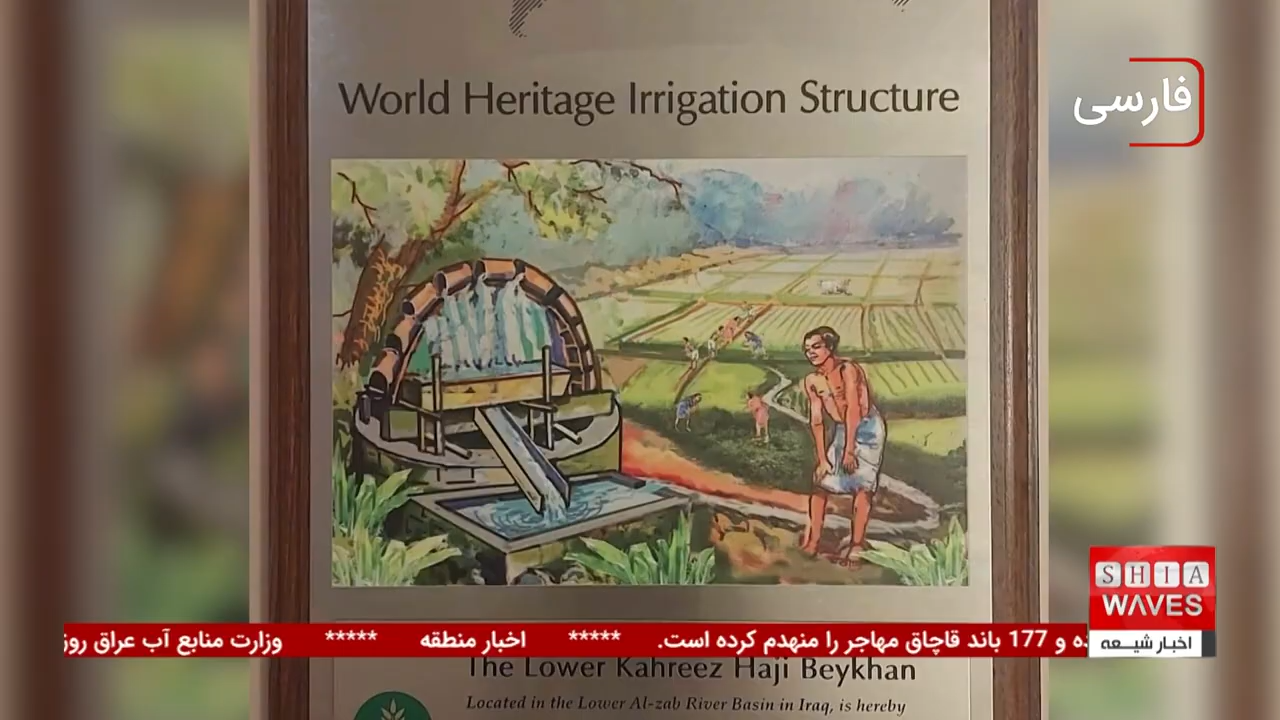 World Heritage Irrigation Structure
فارسی
SHIA
WAVES
اخبار شیعه
و 177 باند قاچاق مهاجر را منهدم کرده است. ***** اخبار منطقه ***** وزارت منابع آب عراق روز
The Lower Kahreez Haji Beykhan
Located in the Lower Al-zab River Basin in Iraq, is hereby